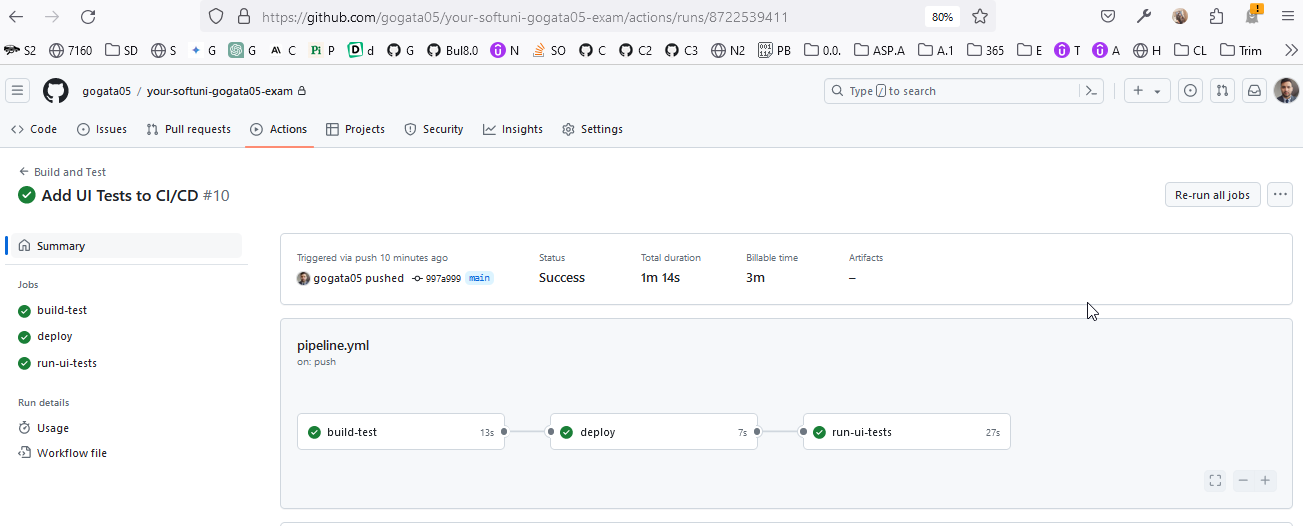 https://github.com/gogata05/your-softuni-gogata05-exam/actions/runs/8722539411 80%
S2 7160 SD S G G C P d G Bul8.0 N SO C C2 C3 N2 PB 0.0. ASP.A A.1 365 E T A H CL Trim
gogata05 / your-softuni-gogata05-exam Type / to search
Code Issues Pull requests Actions Projects Security Insights Settings
Build and Test
Add UI Tests to CI/CD #10 Re-run all jobs
Summary
Triggered via push 10 minutes ago Status Total duration Billable time Artifacts
gogata05 pushed 997a999 main Success 1m 14s 3m –
Jobs
build-test
deploy
run-ui-tests
Run details
Usage
Workflow file
pipeline.yml
on: push
build-test 13s deploy 7s run-ui-tests 27s